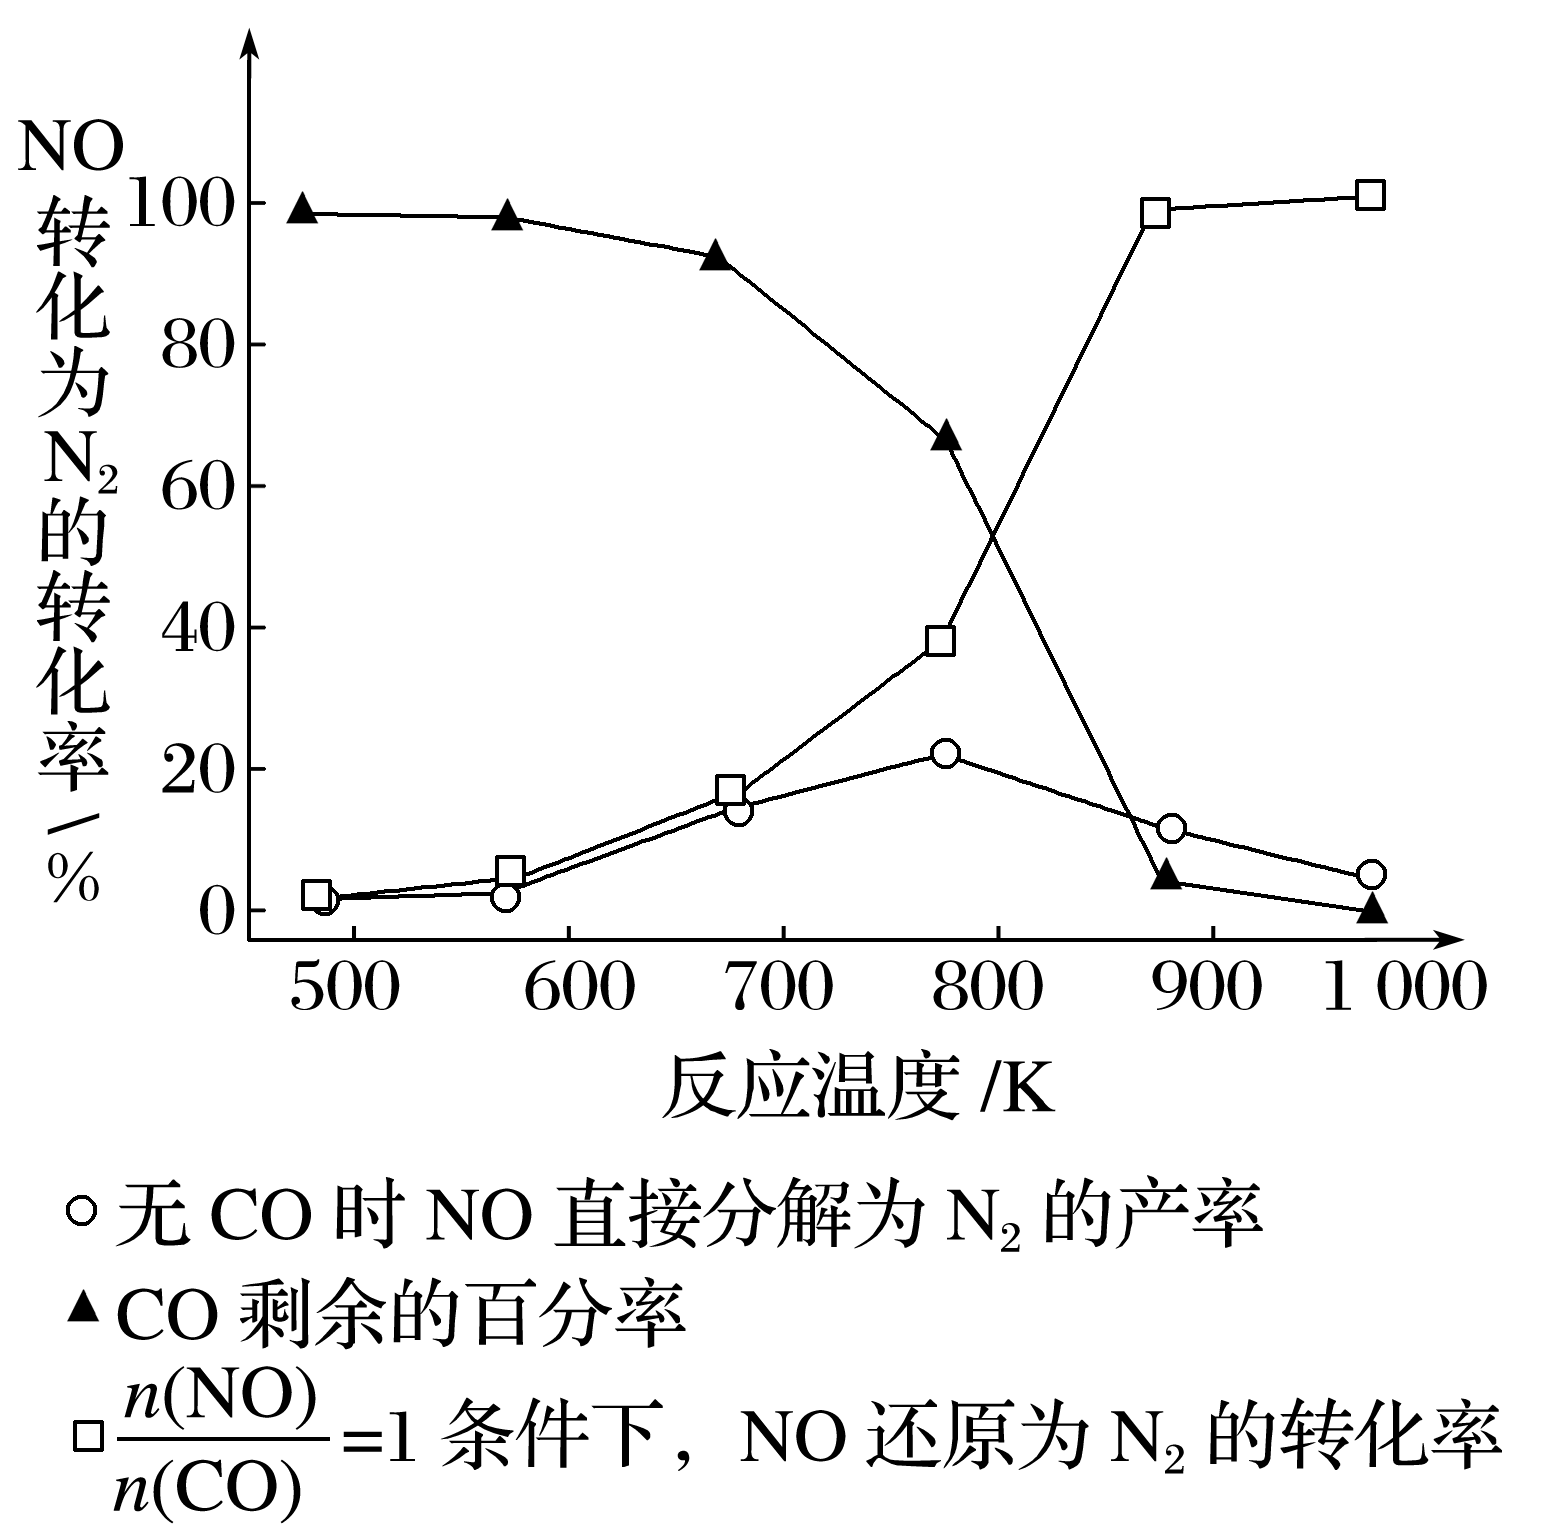 NO
转
化
为
N₂
的
转
化
率
/
%
100
80
60
40
20
0
500 600 700 800 900 1 000
反应温度 /K
○ 无 CO 时 NO 直接分解为 N₂ 的产率
▲ CO 剩余的百分率
□ n(NO)/n(CO) =1 条件下，NO 还原为 N₂ 的转化率